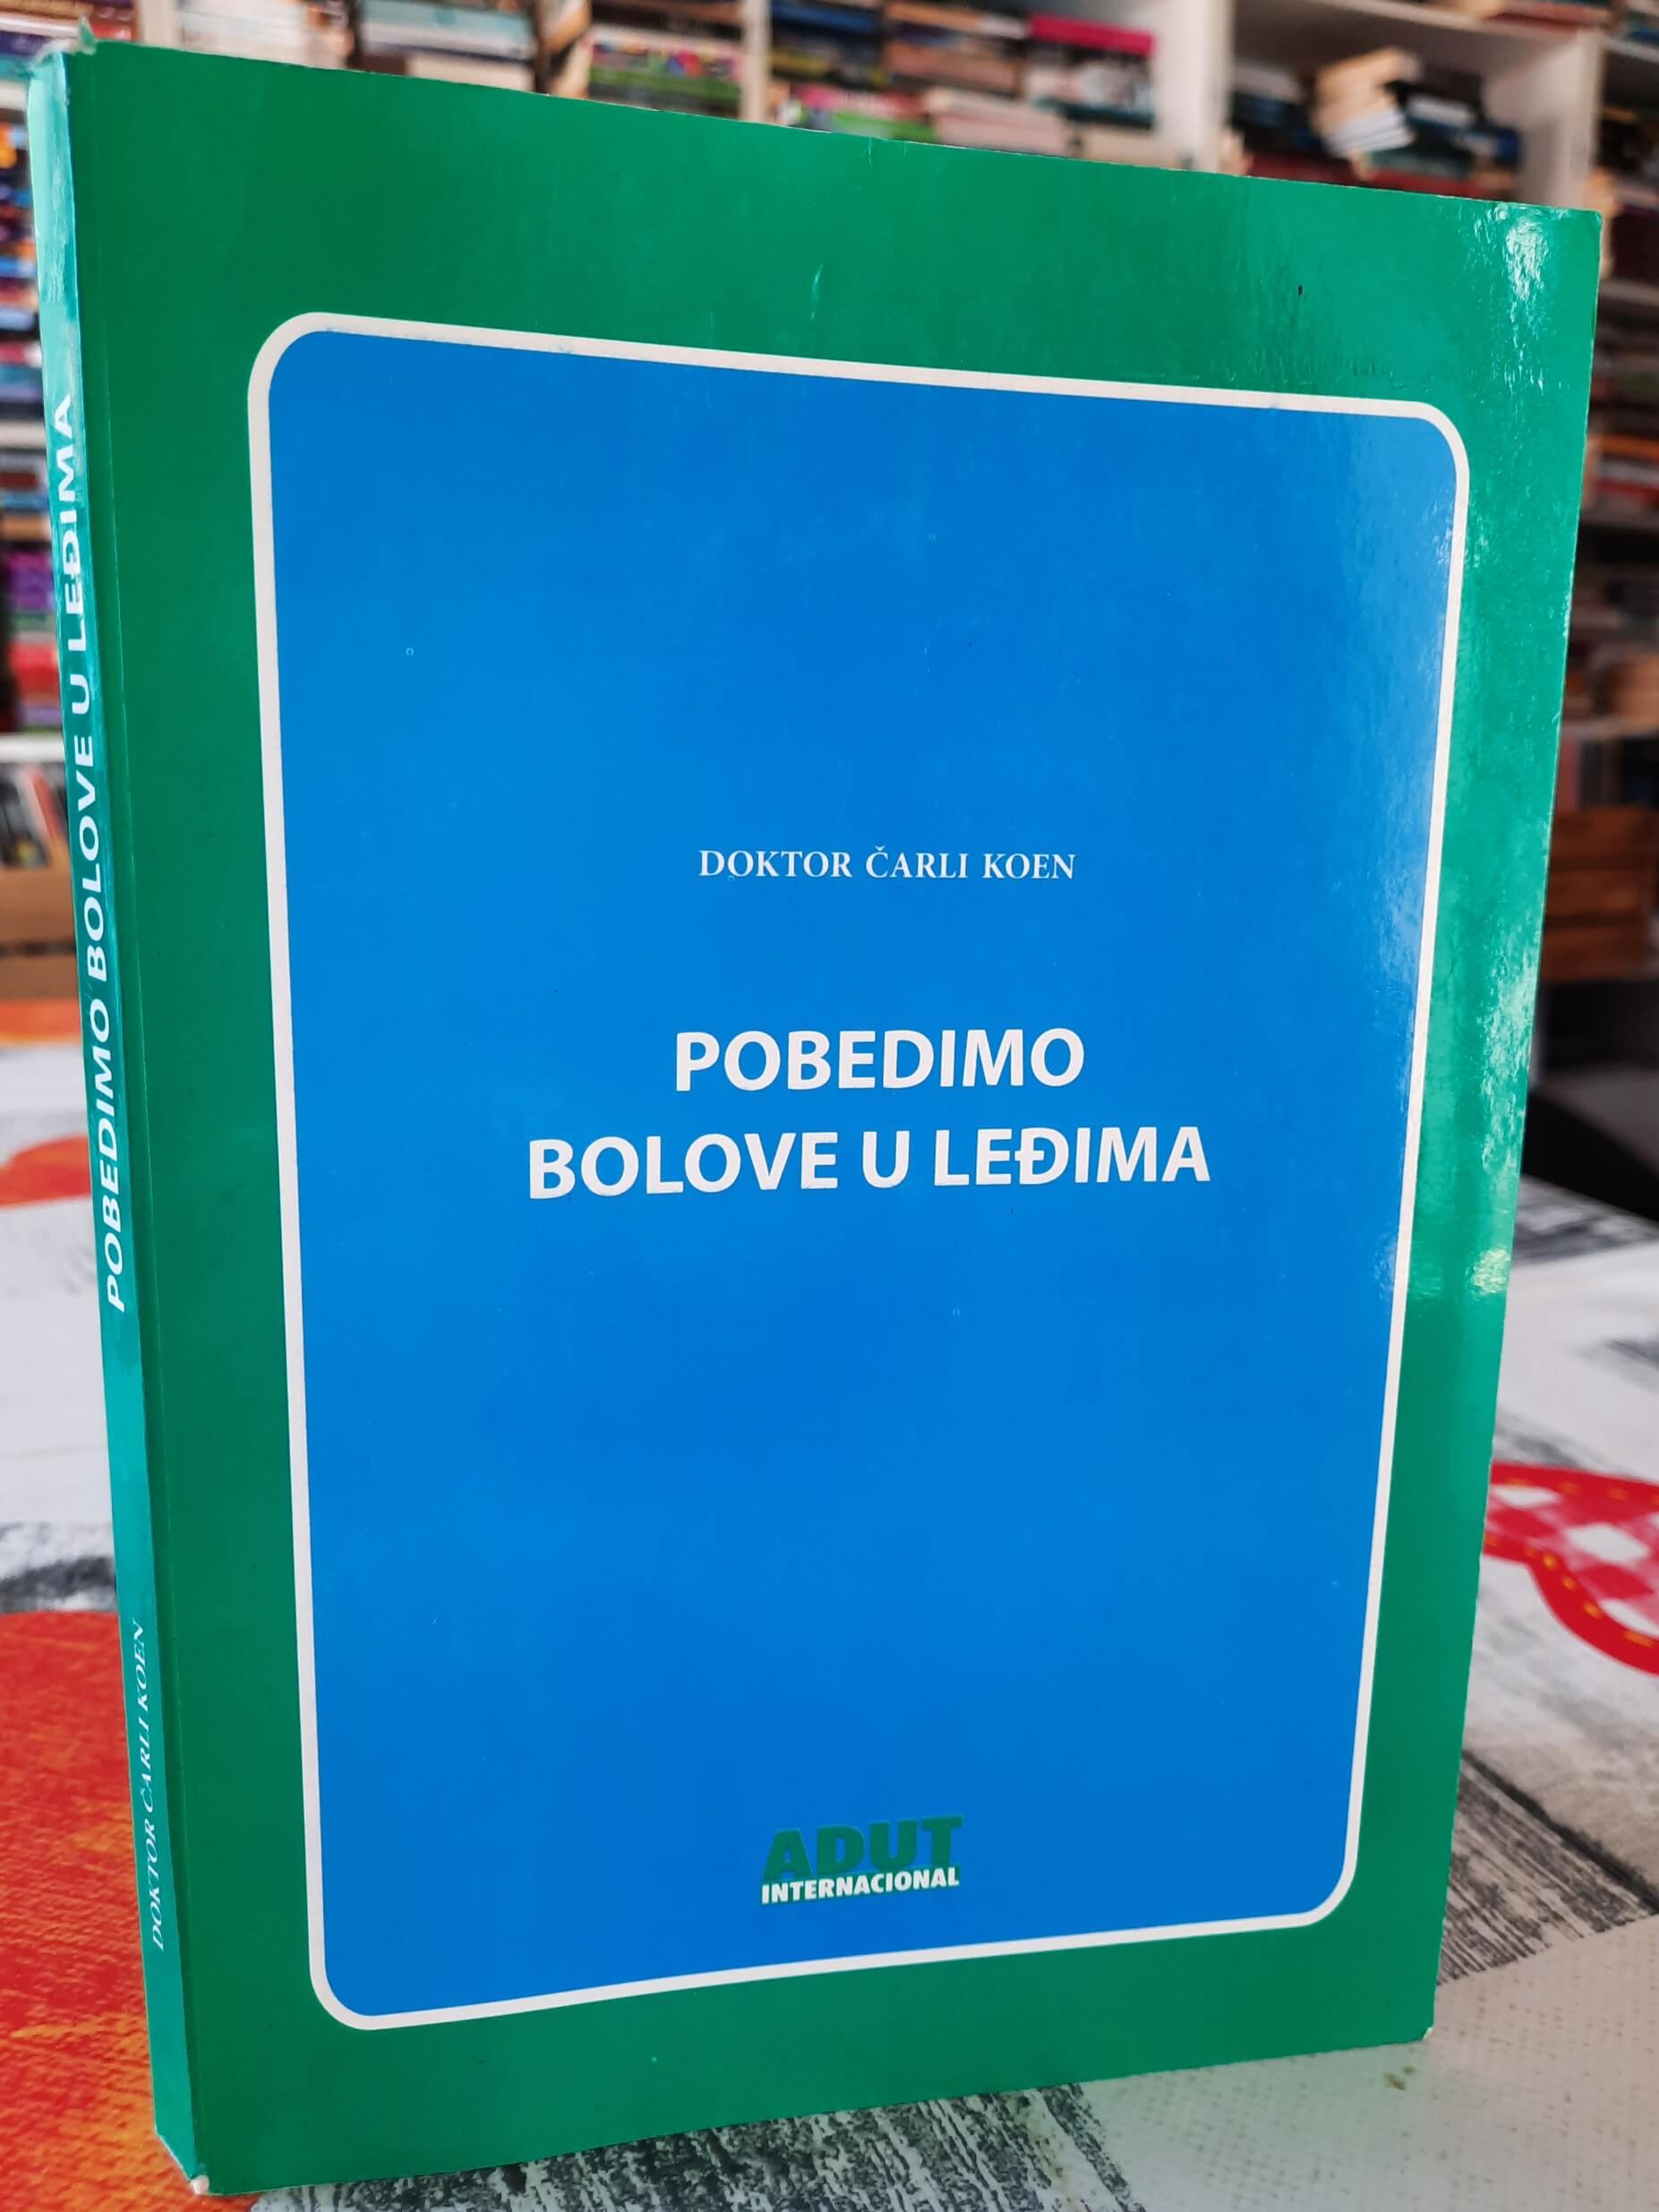 POBEDIMO BOLOVE U LEĐIMA
DOKTOR ČARLI KOEN
DOKTOR ČARLI KOEN
POBEDIMO
BOLOVE U LEĐIMA
ADUT
INTERNACIONAL